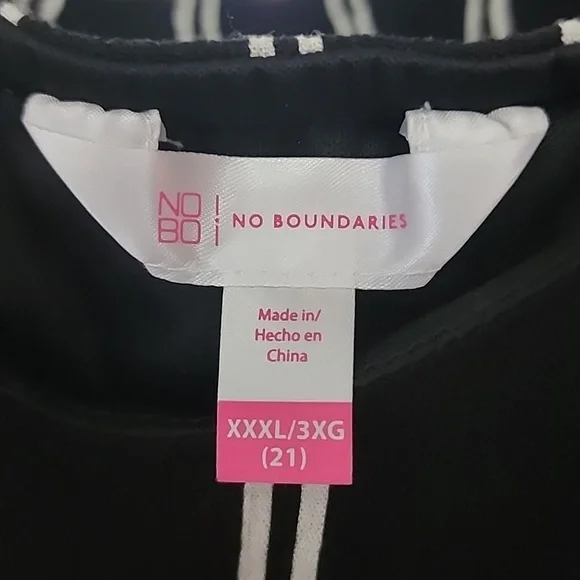 NO
BO
NO BOUNDARIES
Made in/
Hecho en
China
XXXL/3XG
(21)